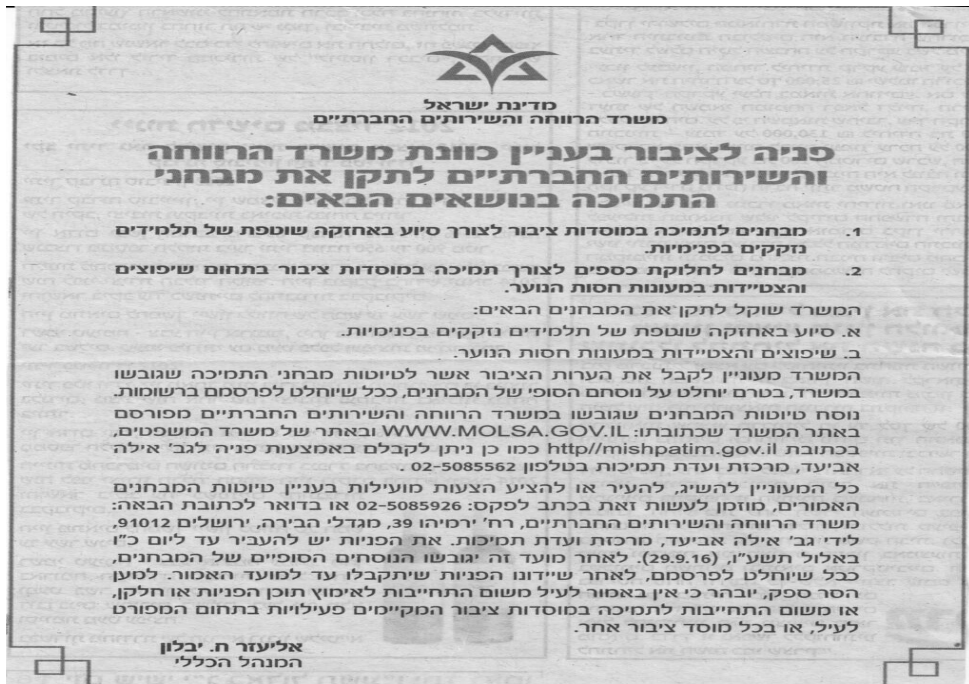 מדינת ישראל
משרד הרווחה והשירותים החברתיים
פניה לציבור בעניין כוונת משרד הרווחה
והשירותים החברתיים לתקן את מבחני
התמיכה בנושאים הבאים:
1. מבחנים לתמיכה במוסדות ציבור לצורך סיוע באחזקה שוטפת של תלמידים
נזקקים בפנימיות.
2. מבחנים לחלוקת כספים לצורך תמיכה במוסדות ציבור בתחום שיפוצים
והצטיידות במעונות חסות הנוער.
המשרד שוקל לתקן את המבחנים הבאים:
א. סיוע באחזקה שוטפת של תלמידים נזקקים בפנימיות.
ב. שיפוצים והצטיידות במעונות חסות הנוער.
המשרד מעוניין לקבל את הערות הציבור אשר לטיוטות מבחני התמיכה שגובשו
במשרד, בטרם יוחלט על נוסחם הסופי של המבחנים, ככל שיוחלט לפרסמם ברשומות.
נוסח טיוטות המבחנים שגובשו במשרד הרווחה והשירותים החברתיים מפורסם
באתר המשרד שכתובתו: WWW.MOLSA.GOV.IL ובאתר של משרד המשפטים,
בכתובת http//mishpatim.gov.il כמו כן ניתן לקבלם באמצעות פניה לגב' אילה
אביעד, מרכזת ועדת תמיכות בטלפון 02-5085562 .
כל המעוניין להשיג, להעיר או להציע הצעות מועילות בעניין טיוטות המבחנים
האמורים, מוזמן לעשות זאת בכתב לפקס: 02-5085926 או בדואר לכתובת הבאה:
משרד הרווחה והשירותים החברתיים, רח' ירמיהו 39, מגדלי הבירה, ירושלים 91012,
לידי גב' אילה אביעד, מרכזת ועדת תמיכות. את הפניות יש להעביר עד ליום כ"ו
באלול תשע"ו, (29.9.16). לאחר מועד זה יגובשו הנוסחים הסופיים של המבחנים,
ככל שיוחלט לפרסומם, לאחר שיידונו הפניות שיתקבלו עד למועד האמור. למען
הסר ספק, יובהר כי אין באמור לעיל משום התחייבות לאימוץ תוכן הפניות או חלקן,
או משום התחייבות לתמיכה במוסדות ציבור המקיימים פעילויות בתחום המפורט
לעיל, או בכל מוסד ציבור אחר.
אליעזר ח. יבלון
המנהל הכללי